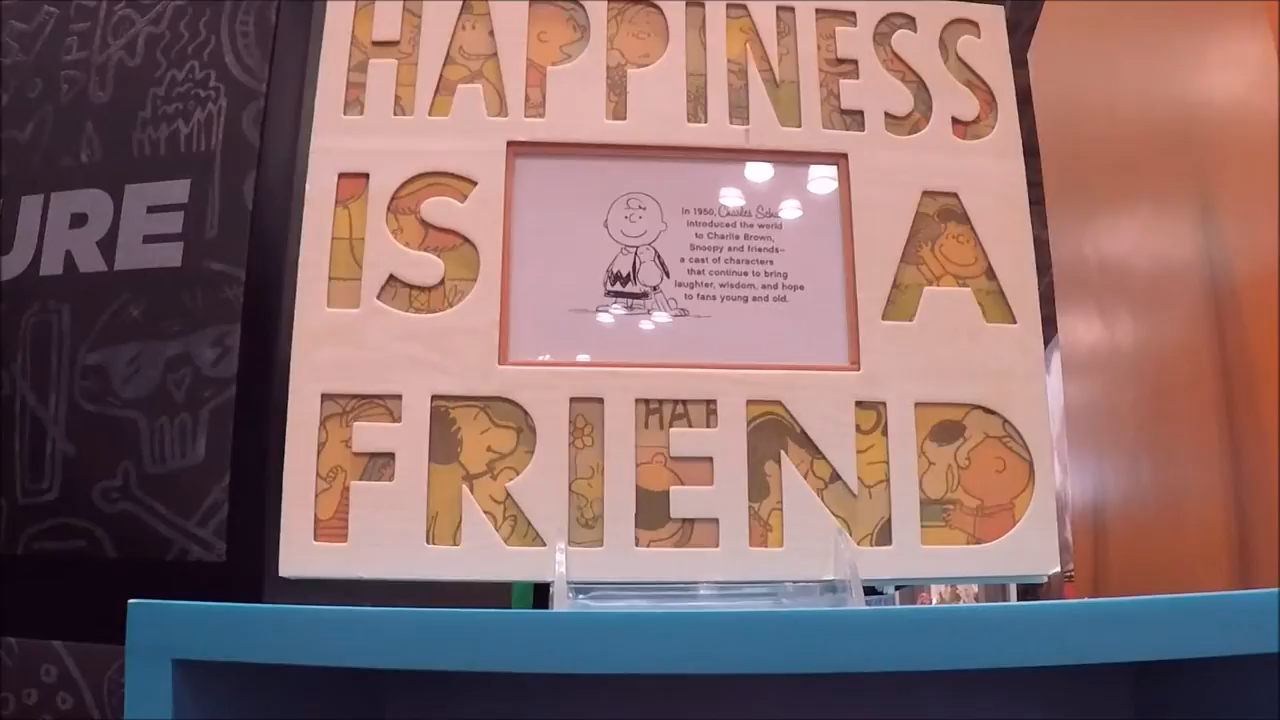 HAPPINESS
IS A
In 1950, Charles
introduced the world
to Charlie Brown,
Snoopy and friends–
a cast of characters
that continue to bring
laughter, wisdom, and hope
to fans young and old.
FRIEND
URE